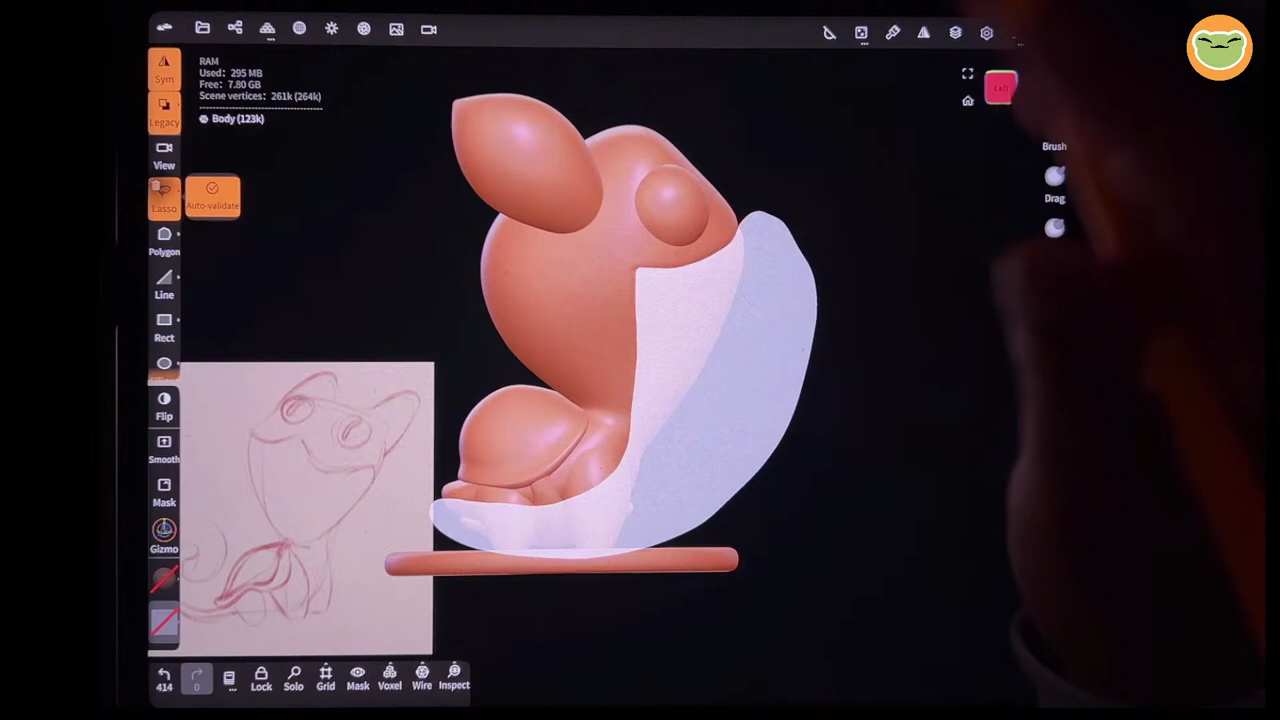 RAM
Used: 295 MB
Free: 7.80 GB
Scene vertices: 261k (264k)
Body (123k)
Sym
Legacy
View
Lasso
Auto-validate
Polygon
Line
Rect
Flip
Smooth
Mask
Gizmo
Left
Brush
Drag
414
0
Lock
Solo
Grid
Mask
Voxel
Wire
Inspect